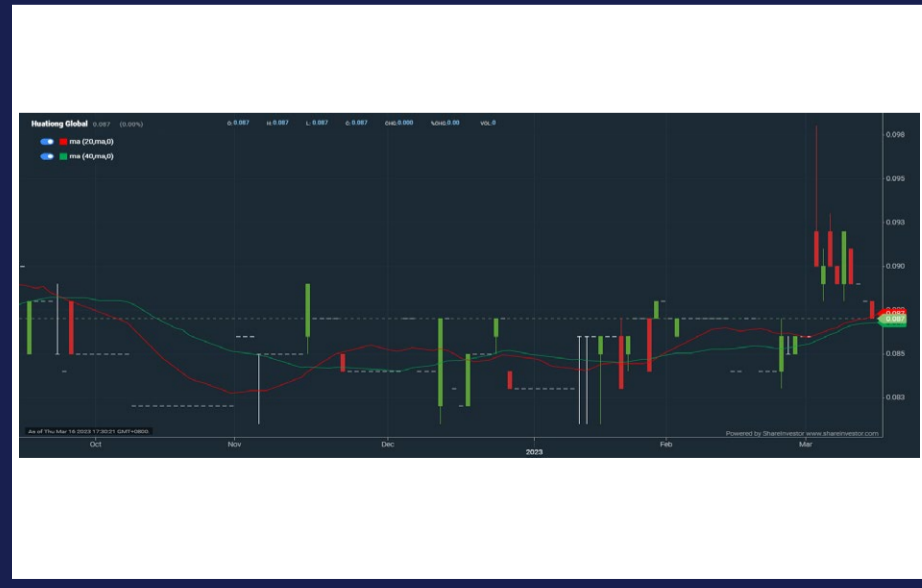 Huationg Global 0.087 (0.00%) O: 0.087 H: 0.087 L: 0.087 C: 0.087 CHG: 0.000 %CHG: 0.00 VOL: 0
ma (20,ma,0)
ma (40,ma,0)
0.098
0.095
0.093
0.090
0.087
0.087
0.085
0.083
As of Thu Mar 16 2023 17:30:21 GMT+0800
Powered by ShareInvestor www.shareinvestor.com
Oct Nov Dec 2023 Feb Mar